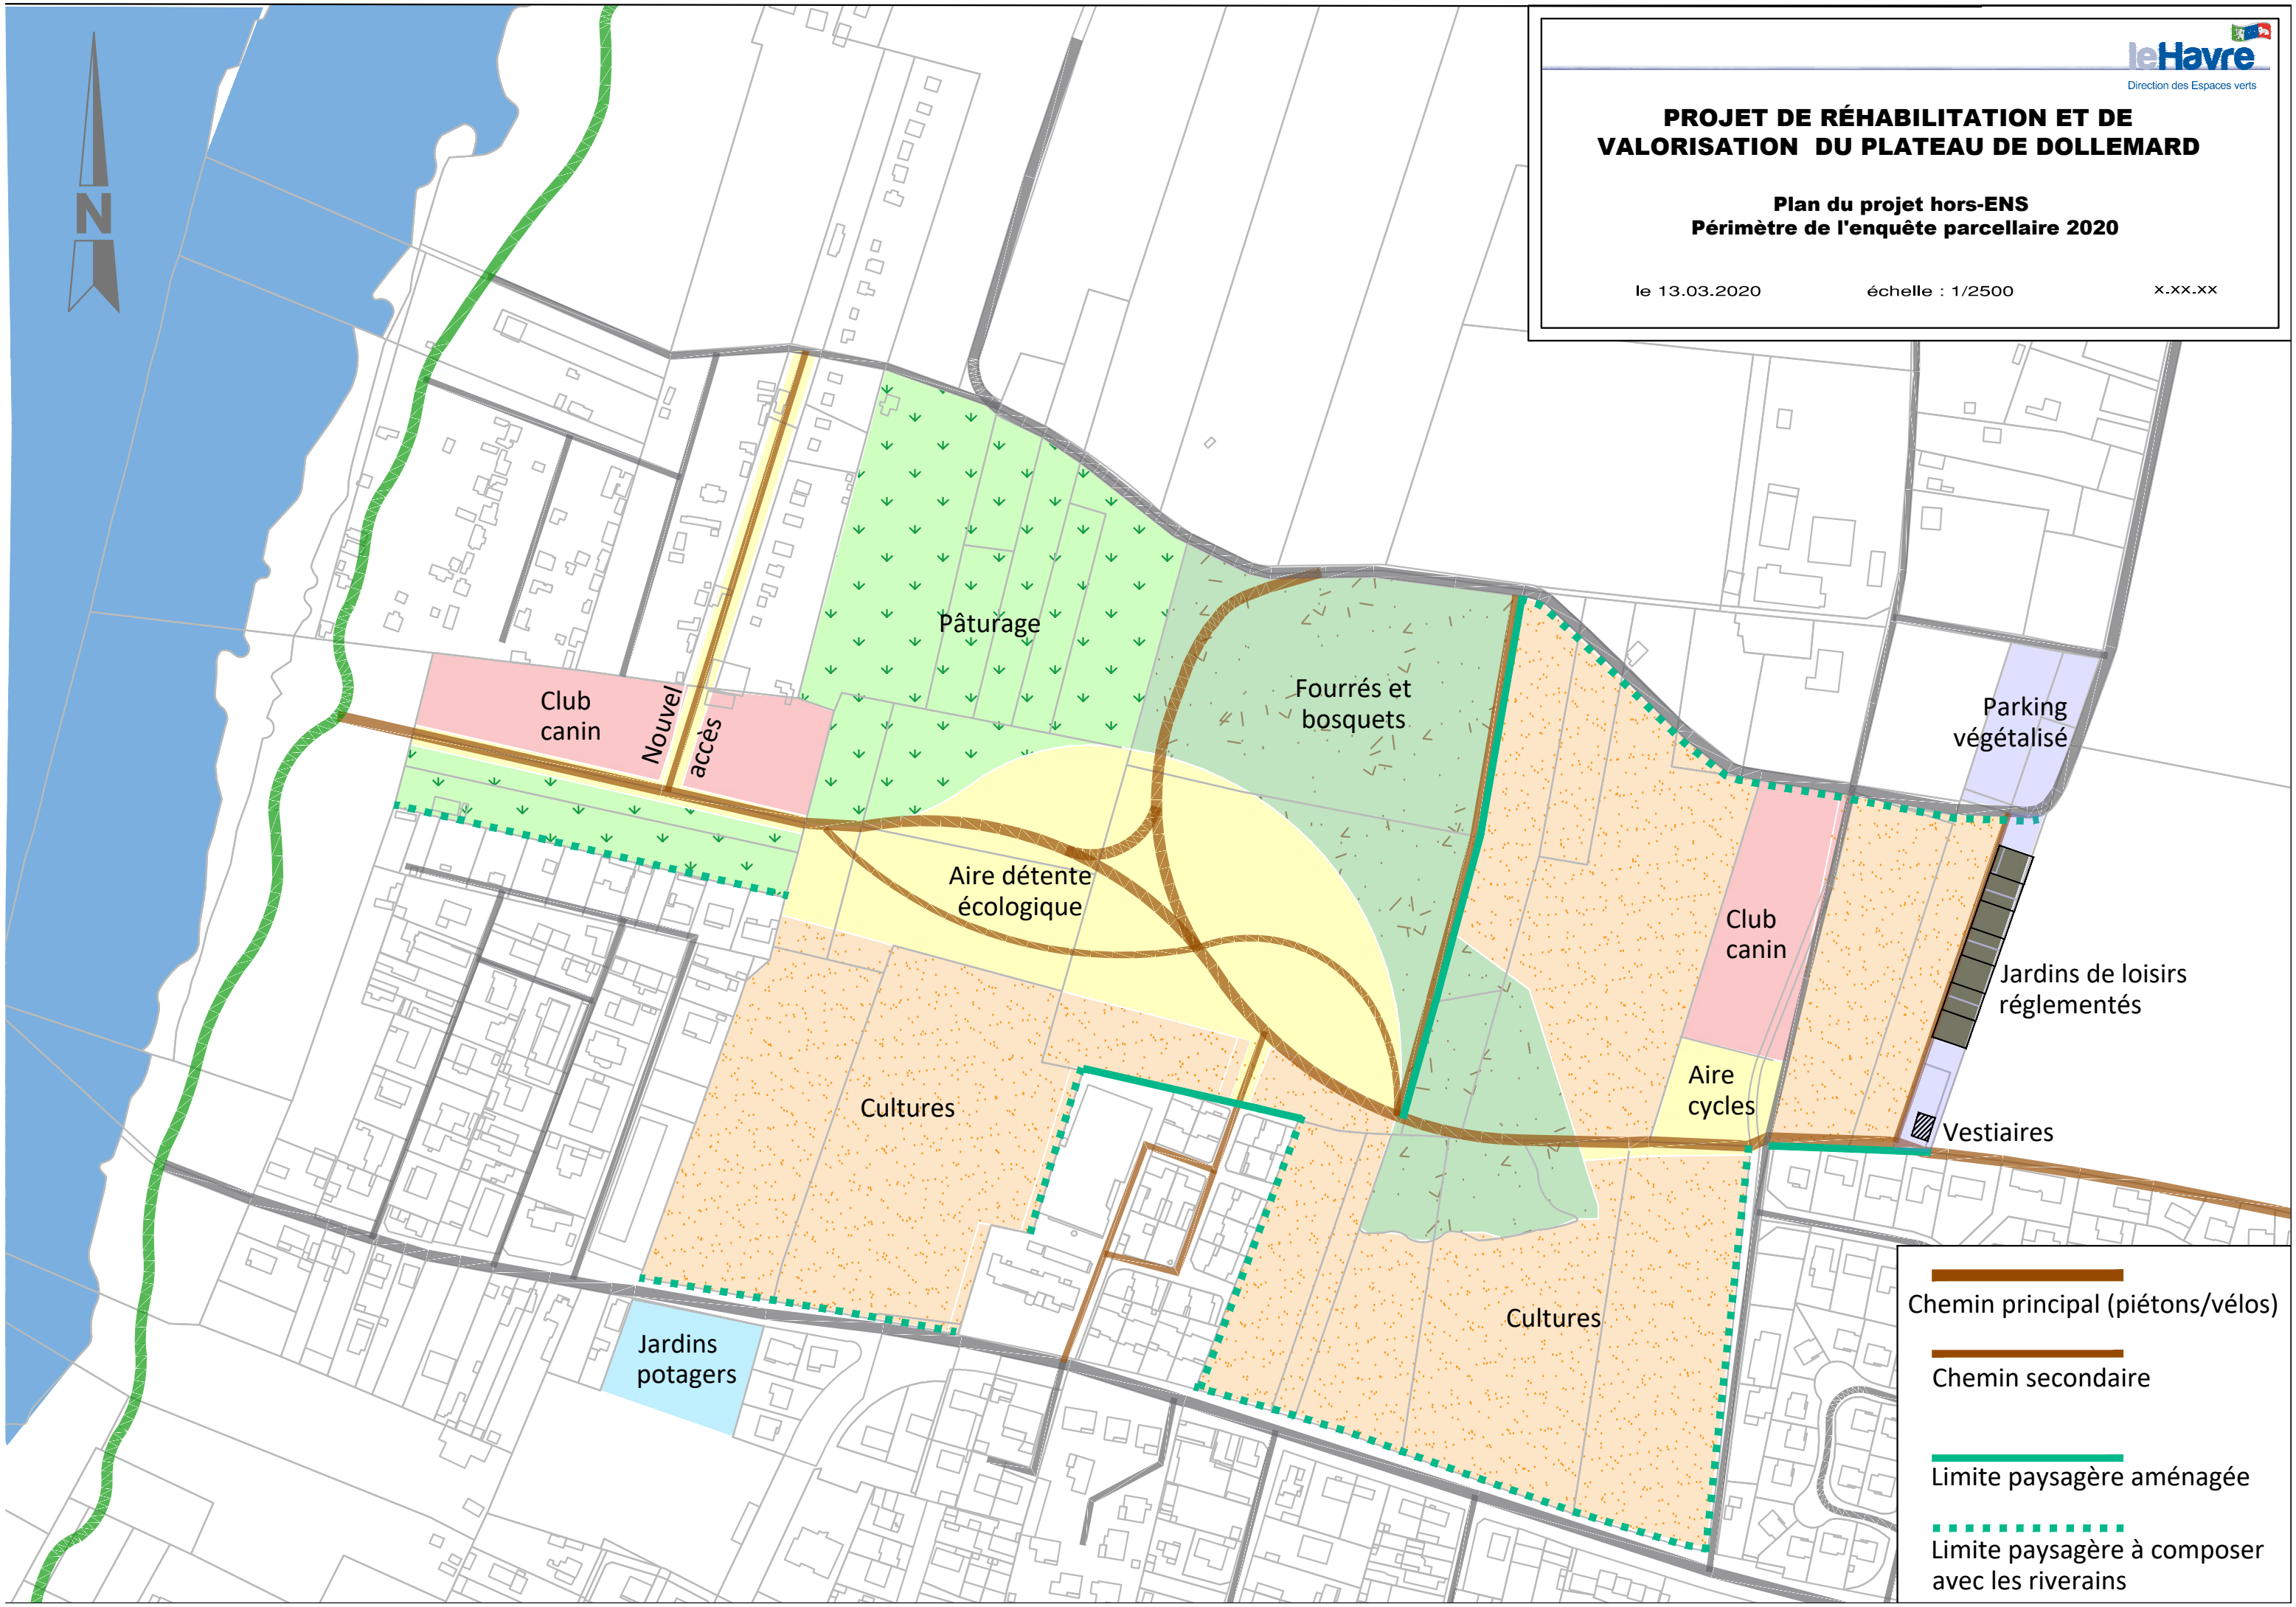 leHavre
Direction des Espaces verts
PROJET DE RÉHABILITATION ET DE
VALORISATION DU PLATEAU DE DOLLEMARD
Plan du projet hors-ENS
Périmètre de l'enquête parcellaire 2020
le 13.03.2020 échelle : 1/2500 x.xx.xx
N
Pâturage
Fourrés et
bosquets
Club
canin
Nouvel
accès
Parking
végétalisé
Aire détente
écologique
Club
canin
Jardins de loisirs
réglementés
Aire
cycles
Cultures
Vestiaires
Cultures
Jardins
potagers
Chemin principal (piétons/vélos)
Chemin secondaire
Limite paysagère aménagée
Limite paysagère à composer
avec les riverains